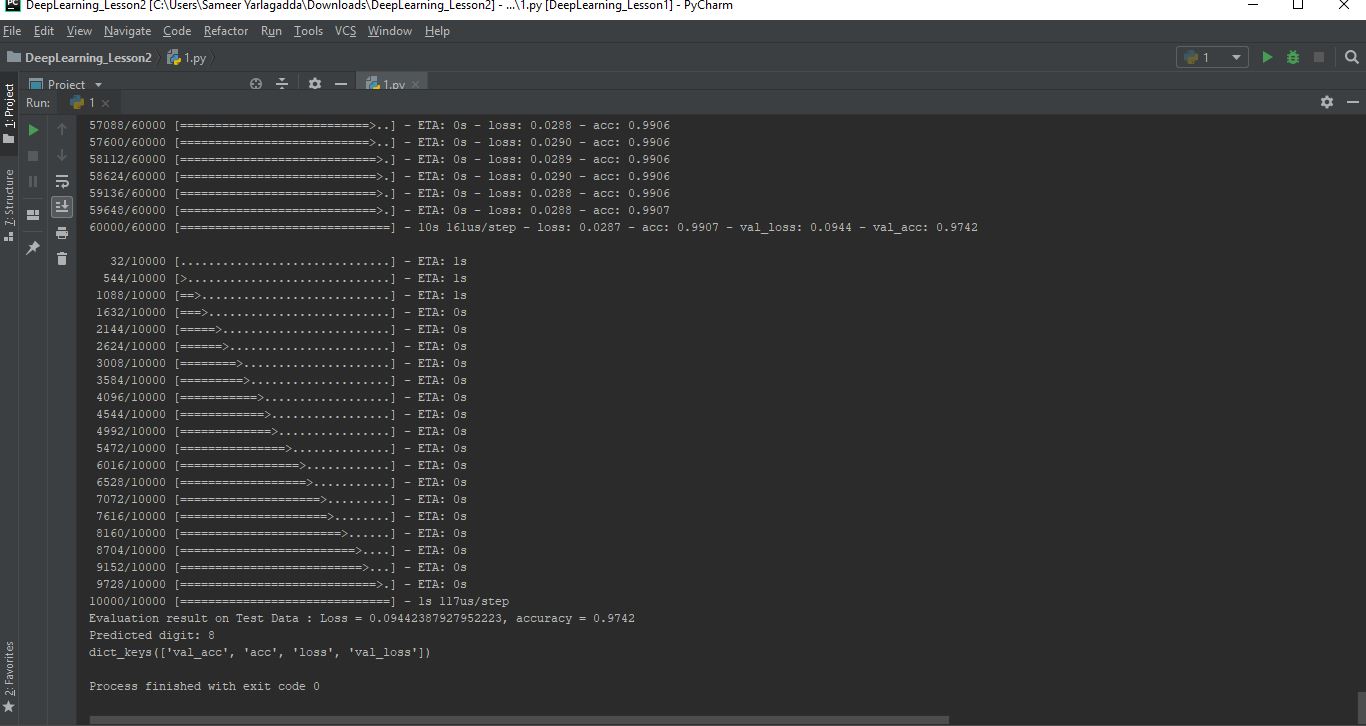 PC DeepLearning_Lesson2 [C:\Users\Sameer Yarlagadda\Downloads\DeepLearning_Lesson2] - ...\1.py [DeepLearning_Lesson1] - PyCharm
File Edit View Navigate Code Refactor Run Tools VCS Window Help
DeepLearning_Lesson2 1.py 1
Project 1.py
Run: 1
1: Project
7: Structure
2: Favorites
57088/60000 [===========================>..] - ETA: 0s - loss: 0.0288 - acc: 0.9906
57600/60000 [===========================>..] - ETA: 0s - loss: 0.0290 - acc: 0.9906
58112/60000 [============================>.] - ETA: 0s - loss: 0.0289 - acc: 0.9906
58624/60000 [============================>.] - ETA: 0s - loss: 0.0290 - acc: 0.9906
59136/60000 [============================>.] - ETA: 0s - loss: 0.0288 - acc: 0.9906
59648/60000 [============================>.] - ETA: 0s - loss: 0.0288 - acc: 0.9907
60000/60000 [==============================] - 10s 161us/step - loss: 0.0287 - acc: 0.9907 - val_loss: 0.0944 - val_acc: 0.9742
32/10000 [..............................] - ETA: 1s
544/10000 [>.............................] - ETA: 1s
1088/10000 [==>...........................] - ETA: 1s
1632/10000 [===>..........................] - ETA: 0s
2144/10000 [=====>........................] - ETA: 0s
2624/10000 [======>.......................] - ETA: 0s
3008/10000 [========>.....................] - ETA: 0s
3584/10000 [=========>....................] - ETA: 0s
4096/10000 [===========>..................] - ETA: 0s
4544/10000 [============>.................] - ETA: 0s
4992/10000 [=============>................] - ETA: 0s
5472/10000 [===============>..............] - ETA: 0s
6016/10000 [=================>............] - ETA: 0s
6528/10000 [==================>...........] - ETA: 0s
7072/10000 [====================>.........] - ETA: 0s
7616/10000 [=====================>........] - ETA: 0s
8160/10000 [=======================>......] - ETA: 0s
8704/10000 [=========================>....] - ETA: 0s
9152/10000 [==========================>...] - ETA: 0s
9728/10000 [============================>.] - ETA: 0s
10000/10000 [==============================] - 1s 117us/step
Evaluation result on Test Data : Loss = 0.09442387927952223, accuracy = 0.9742
Predicted digit: 8
dict_keys(['val_acc', 'acc', 'loss', 'val_loss'])
Process finished with exit code 0